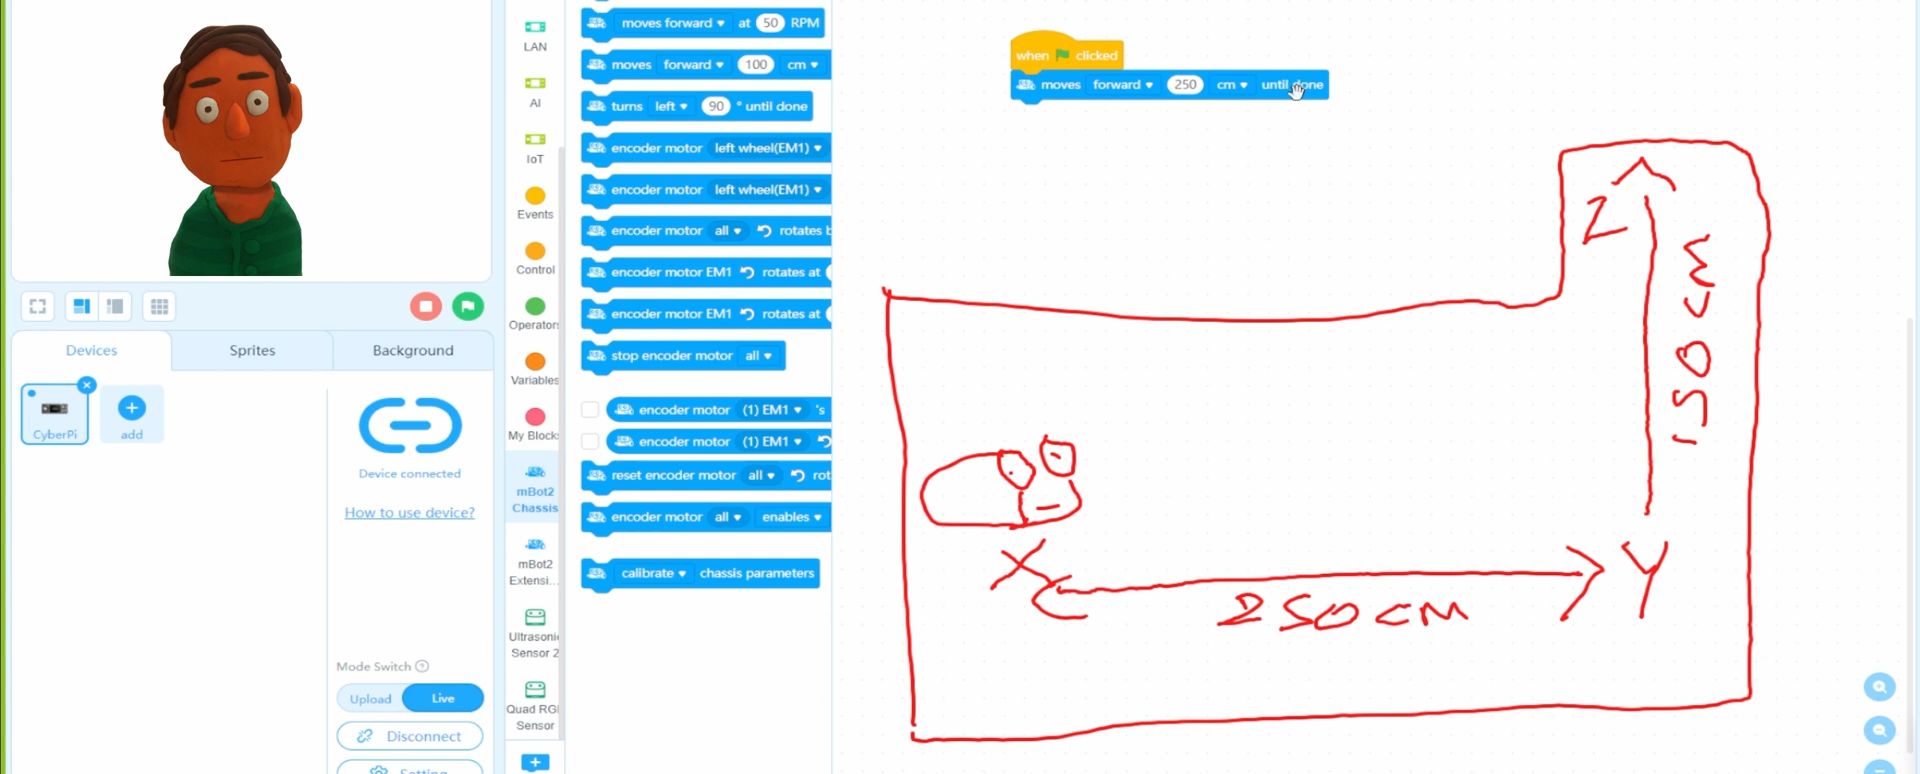 moves forward at 50 RPM
moves forward 100 cm
turns left 90 ° until done
encoder motor left wheel(EM1)
encoder motor left wheel(EM1)
encoder motor all rotates b
encoder motor EM1 rotates at
encoder motor EM1 rotates at
stop encoder motor all
encoder motor (1) EM1 's
encoder motor (1) EM1
reset encoder motor all rot
encoder motor all enables
calibrate chassis parameters
LAN
AI
IoT
Events
Control
Operators
Variables
My Blocks
mBot2
Chassis
mBot2
Extensi...
Ultrasonic
Sensor 2
Quad RGB
Sensor
when clicked
moves forward 250 cm until done
Z
150cm
X
Y
250cm
Devices
Sprites
Background
CyberPi
add
Device connected
How to use device?
Mode Switch
Upload
Live
Disconnect
Setting